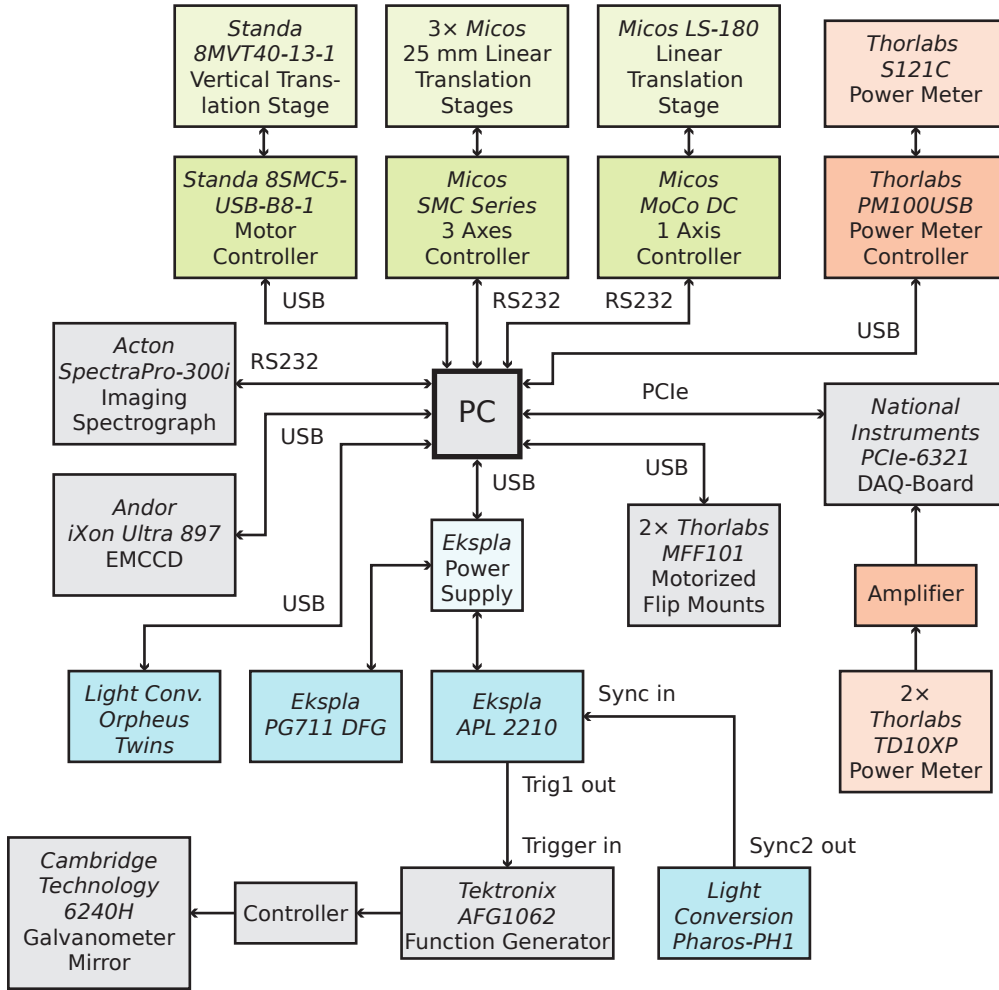 Standa
8MVT40-13-1
Vertical Trans-
lation Stage
3× Micos
25 mm Linear
Translation
Stages
Micos LS-180
Linear
Translation
Stage
Thorlabs
S121C
Power Meter
Standa 8SMC5-
USB-B8-1
Motor
Controller
Micos
SMC Series
3 Axes
Controller
Micos
MoCo DC
1 Axis
Controller
Thorlabs
PM100USB
Power Meter
Controller
USB
RS232
RS232
USB
Acton
SpectraPro-300i
Imaging
Spectrograph
RS232
PC
PCIe
National
Instruments
PCIe-6321
DAQ-Board
USB
USB
USB
Andor
iXon Ultra 897
EMCCD
Ekspla
Power
Supply
2× Thorlabs
MFF101
Motorized
Flip Mounts
Amplifier
USB
Light Conv.
Orpheus
Twins
Ekspla
PG711 DFG
Ekspla
APL 2210
Sync in
2×
Thorlabs
TD10XP
Power Meter
Trig1 out
Trigger in
Sync2 out
Cambridge
Technology
6240H
Galvanometer
Mirror
Controller
Tektronix
AFG1062
Function Generator
Light
Conversion
Pharos-PH1